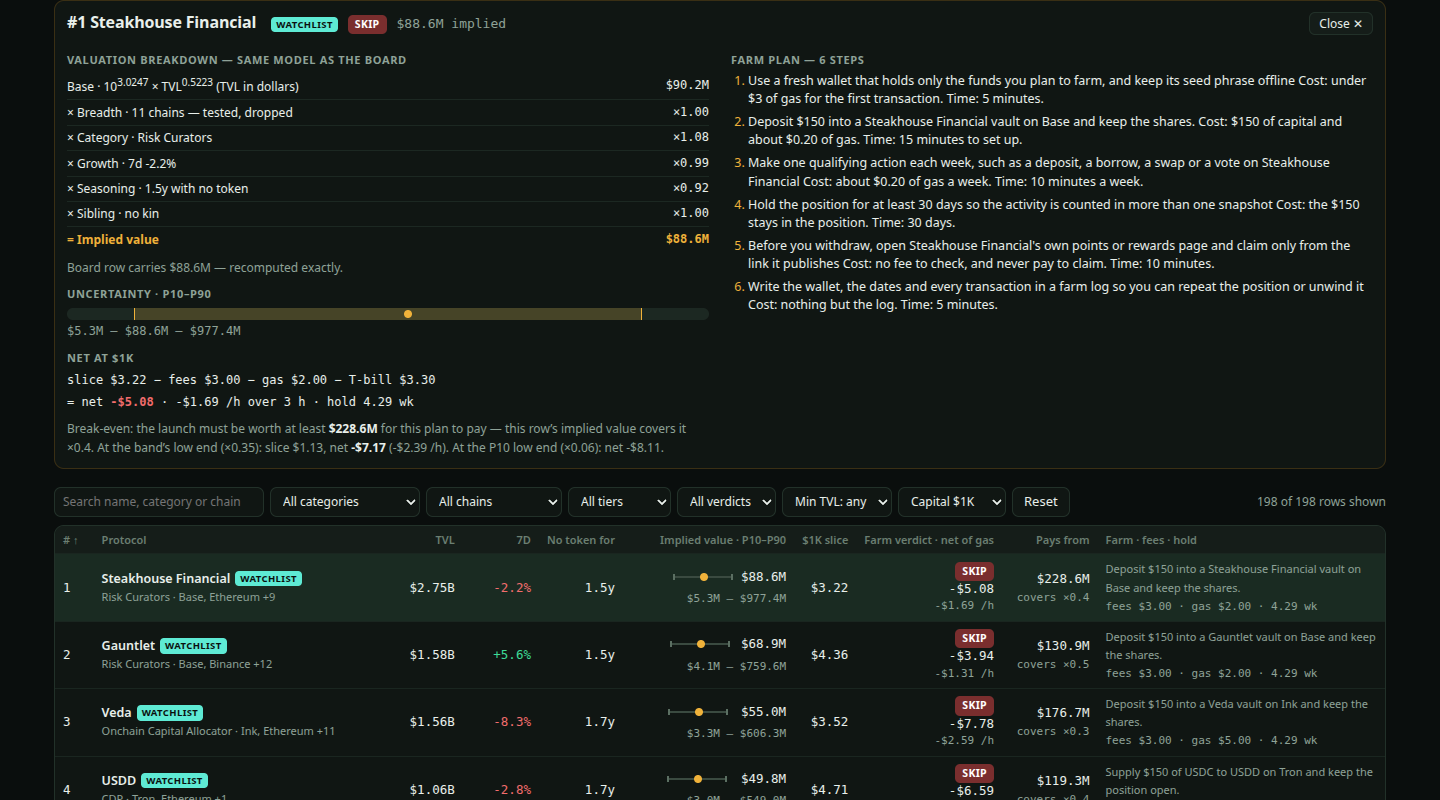 #1 Steakhouse Financial WATCHLIST SKIP $88.6M implied
Close ✕
VALUATION BREAKDOWN — SAME MODEL AS THE BOARD
Base · 10^3.0247 × TVL^0.5223 (TVL in dollars) $90.2M
× Breadth · 11 chains — tested, dropped ×1.00
× Category · Risk Curators ×1.08
× Growth · 7d -2.2% ×0.99
× Seasoning · 1.5y with no token ×0.92
× Sibling · no kin ×1.00
= Implied value $88.6M
Board row carries $88.6M — recomputed exactly.
UNCERTAINTY · P10–P90
$5.3M — $88.6M — $977.4M
NET AT $1K
slice $3.22 − fees $3.00 − gas $2.00 − T-bill $3.30
= net -$5.08 · -$1.69 /h over 3 h · hold 4.29 wk
Break-even: the launch must be worth at least $228.6M for this plan to pay — this row's implied value covers it
×0.4. At the band's low end (×0.35): slice $1.13, net -$7.17 (-$2.39 /h). At the P10 low end (×0.06): net -$8.11.
FARM PLAN — 6 STEPS
1. Use a fresh wallet that holds only the funds you plan to farm, and keep its seed phrase offline Cost: under
$3 of gas for the first transaction. Time: 5 minutes.
2. Deposit $150 into a Steakhouse Financial vault on Base and keep the shares. Cost: $150 of capital and
about $0.20 of gas. Time: 15 minutes to set up.
3. Make one qualifying action each week, such as a deposit, a borrow, a swap or a vote on Steakhouse
Financial Cost: about $0.20 of gas a week. Time: 10 minutes a week.
4. Hold the position for at least 30 days so the activity is counted in more than one snapshot Cost: the $150
stays in the position. Time: 30 days.
5. Before you withdraw, open Steakhouse Financial's own points or rewards page and claim only from the
link it publishes Cost: no fee to check, and never pay to claim. Time: 10 minutes.
6. Write the wallet, the dates and every transaction in a farm log so you can repeat the position or unwind it
Cost: nothing but the log. Time: 5 minutes.
Search name, category or chain All categories All chains All tiers All verdicts Min TVL: any Capital $1K Reset 198 of 198 rows shown
# ↑ Protocol TVL 7D No token for Implied value · P10–P90 $1K slice Farm verdict · net of gas Pays from Farm · fees · hold
1 Steakhouse Financial WATCHLIST
Risk Curators · Base, Ethereum +9
$2.75B -2.2% 1.5y
$88.6M
$5.3M — $977.4M
$3.22
SKIP
-$5.08
-$1.69 /h
$228.6M
covers ×0.4
Deposit $150 into a Steakhouse Financial vault on
Base and keep the shares.
fees $3.00 · gas $2.00 · 4.29 wk
2 Gauntlet WATCHLIST
Risk Curators · Base, Binance +12
$1.58B +5.6% 1.5y
$68.9M
$4.1M — $759.6M
$4.36
SKIP
-$3.94
-$1.31 /h
$130.9M
covers ×0.5
Deposit $150 into a Gauntlet vault on Base and keep
the shares.
fees $3.00 · gas $2.00 · 4.29 wk
3 Veda WATCHLIST
Onchain Capital Allocator · Ink, Ethereum +11
$1.56B -8.3% 1.7y
$55.0M
$3.3M — $606.3M
$3.52
SKIP
-$7.78
-$2.59 /h
$176.7M
covers ×0.3
Deposit $150 into a Veda vault on Ink and keep the
shares.
fees $3.00 · gas $5.00 · 4.29 wk
4 USDD WATCHLIST
CDP · Tron, Ethereum +1
$1.06B -2.8% 1.7y
$49.8M
$3.0M — $549.0M
$4.71
SKIP
-$6.59
$119.3M
covers ×0.4
Supply $150 of USDC to USDD on Tron and keep the
position open.